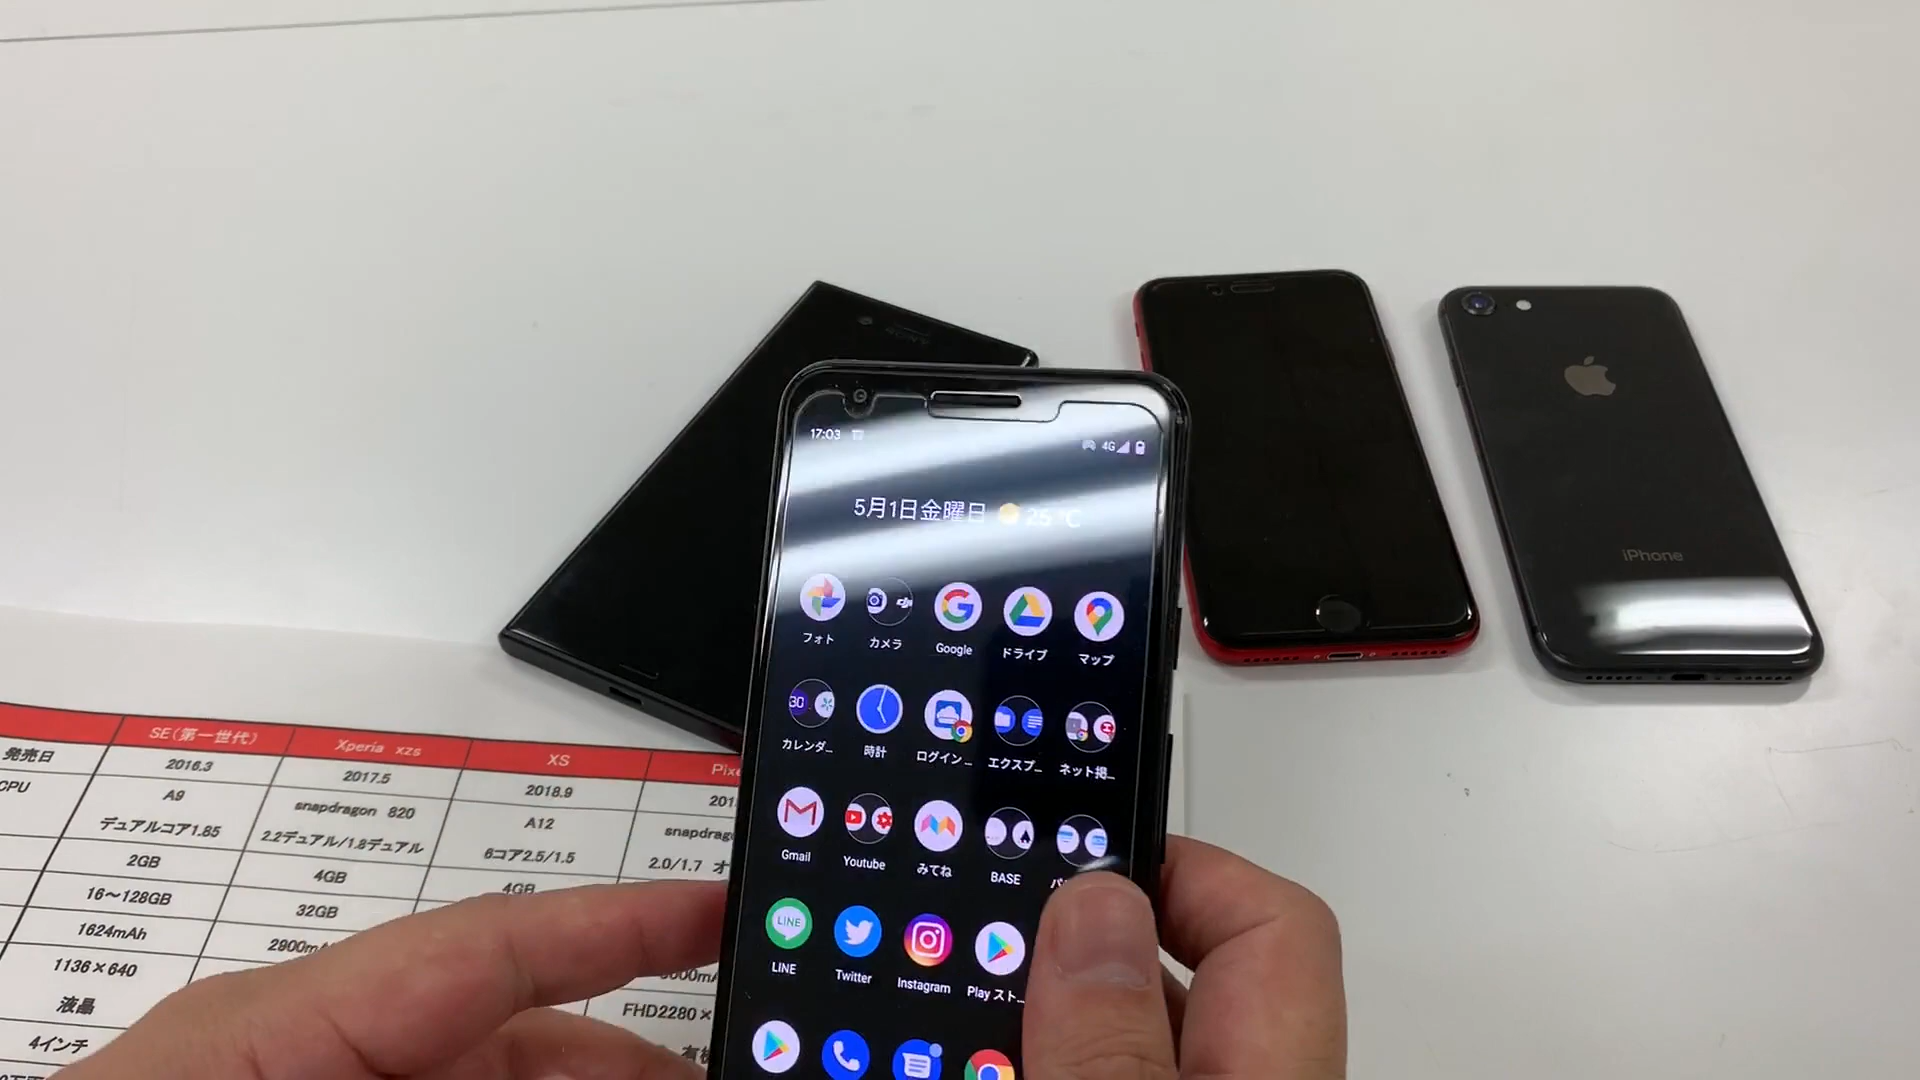 17:03
4G
5月1日金曜日 25 ℃
フォト カメラ Google ドライブ マップ
30
カレンダ... 時計 ログイン... エクスプ... ネット掲...
Gmail Youtube みてね BASE
LINE
LINE Twitter Instagram Play スト...
iPhone
SE(第一世代) Xperia xzs XS
発売日 2016.3 2017.5 2018.9
CPU A9 snapdragon 820 A12
デュアルコア1.85 2.2デュアル/1.8デュアル 6コア2.5/1.5 2.0/1.7
2GB 4GB 4GB
16～128GB 32GB
1624mAh
1136×640 FHD2280×
液晶
4インチ